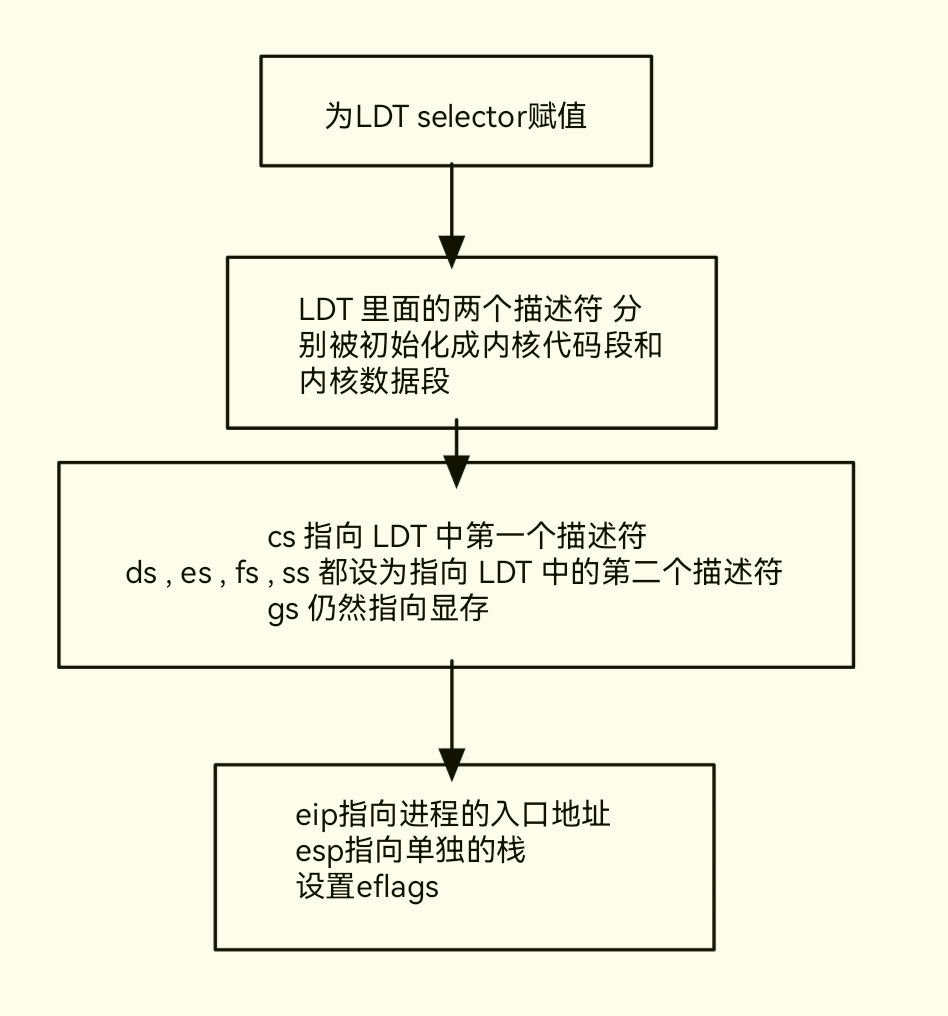 为LDT selector赋值
LDT 里面的两个描述符 分
别被初始化成内核代码段和
内核数据段
cs 指向 LDT 中第一个描述符
ds , es , fs , ss 都设为指向 LDT 中的第二个描述符
gs 仍然指向显存
eip指向进程的入口地址
esp指向单独的栈
设置eflags